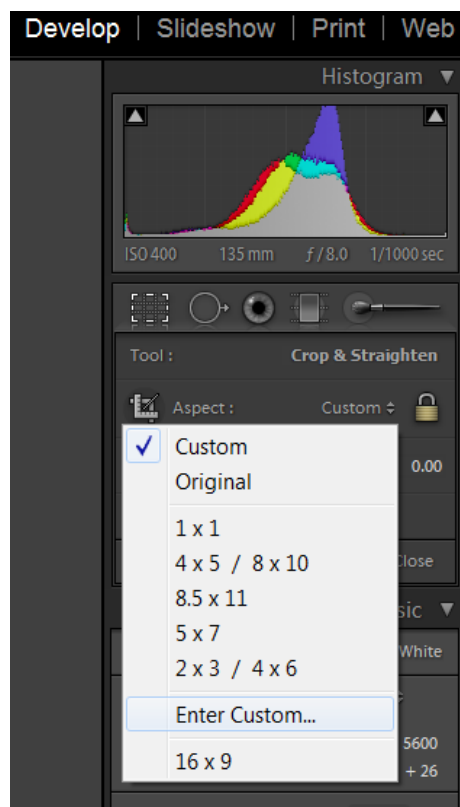 Develop | Slideshow | Print | Web
Histogram ▼
ISO 400 135 mm ƒ / 8.0 1/1000 sec
Tool : Crop & Straighten
Aspect : Custom
Custom
Original
0.00
1 x 1
4 x 5 / 8 x 10
Close
8.5 x 11
sic ▼
5 x 7
White
2 x 3 / 4 x 6
Enter Custom...
5600
16 x 9
+ 26